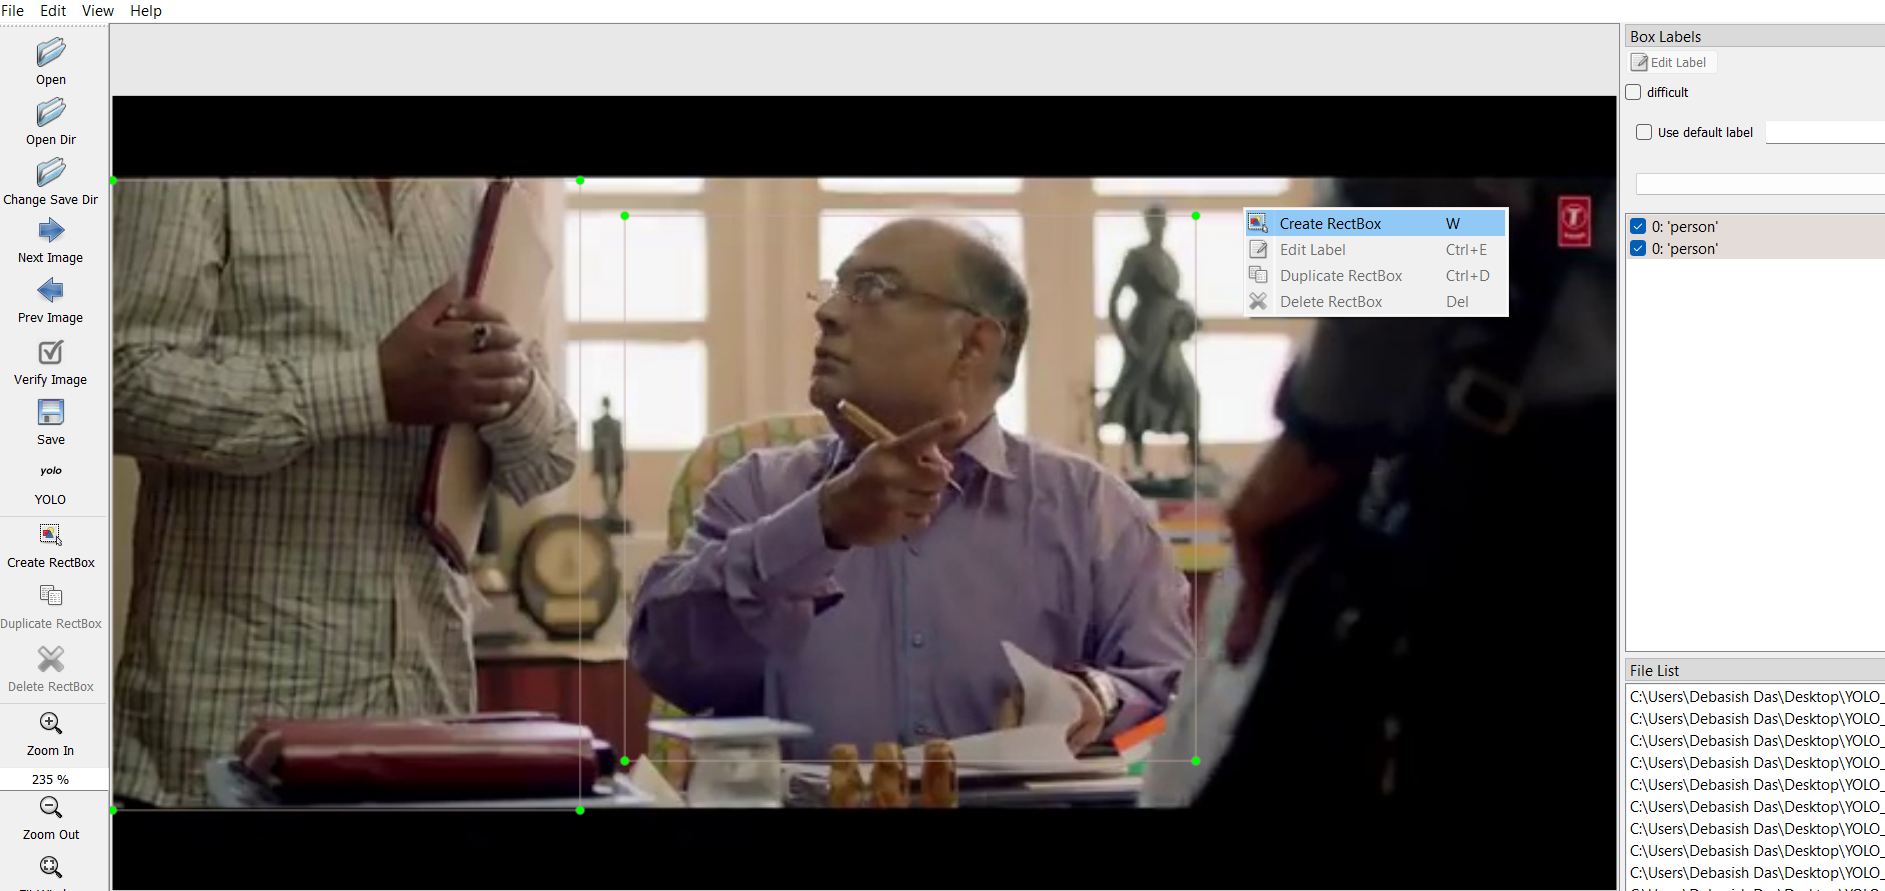 File Edit View Help
Open
Open Dir
Change Save Dir
Next Image
Prev Image
Verify Image
Save
yolo
YOLO
Create RectBox
Duplicate RectBox
Delete RectBox
Zoom In
235 %
Zoom Out
T
Create RectBox W
Edit Label Ctrl+E
Duplicate RectBox Ctrl+D
Delete RectBox Del
Box Labels
Edit Label
difficult
Use default label
0: 'person'
0: 'person'
File List
C:\Users\Debasish Das\Desktop\YOLO_
C:\Users\Debasish Das\Desktop\YOLO_
C:\Users\Debasish Das\Desktop\YOLO_
C:\Users\Debasish Das\Desktop\YOLO_
C:\Users\Debasish Das\Desktop\YOLO_
C:\Users\Debasish Das\Desktop\YOLO_
C:\Users\Debasish Das\Desktop\YOLO_
C:\Users\Debasish Das\Desktop\YOLO_
C:\Users\Debasish Das\Desktop\YOLO_